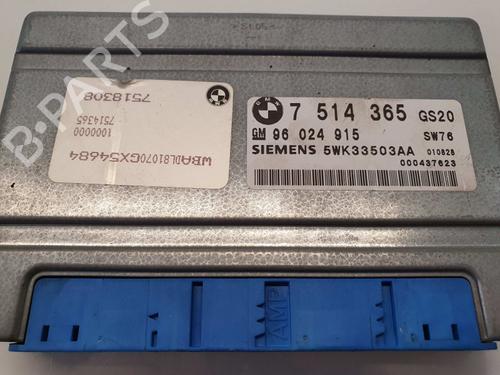 7 514 365 GS20
GM 96 024 915 SW76
SIEMENS 5WK33503AA 010828
000437623
WBADL81070GX54684
1000000
7514365
7518308
AMP
B-PARTS